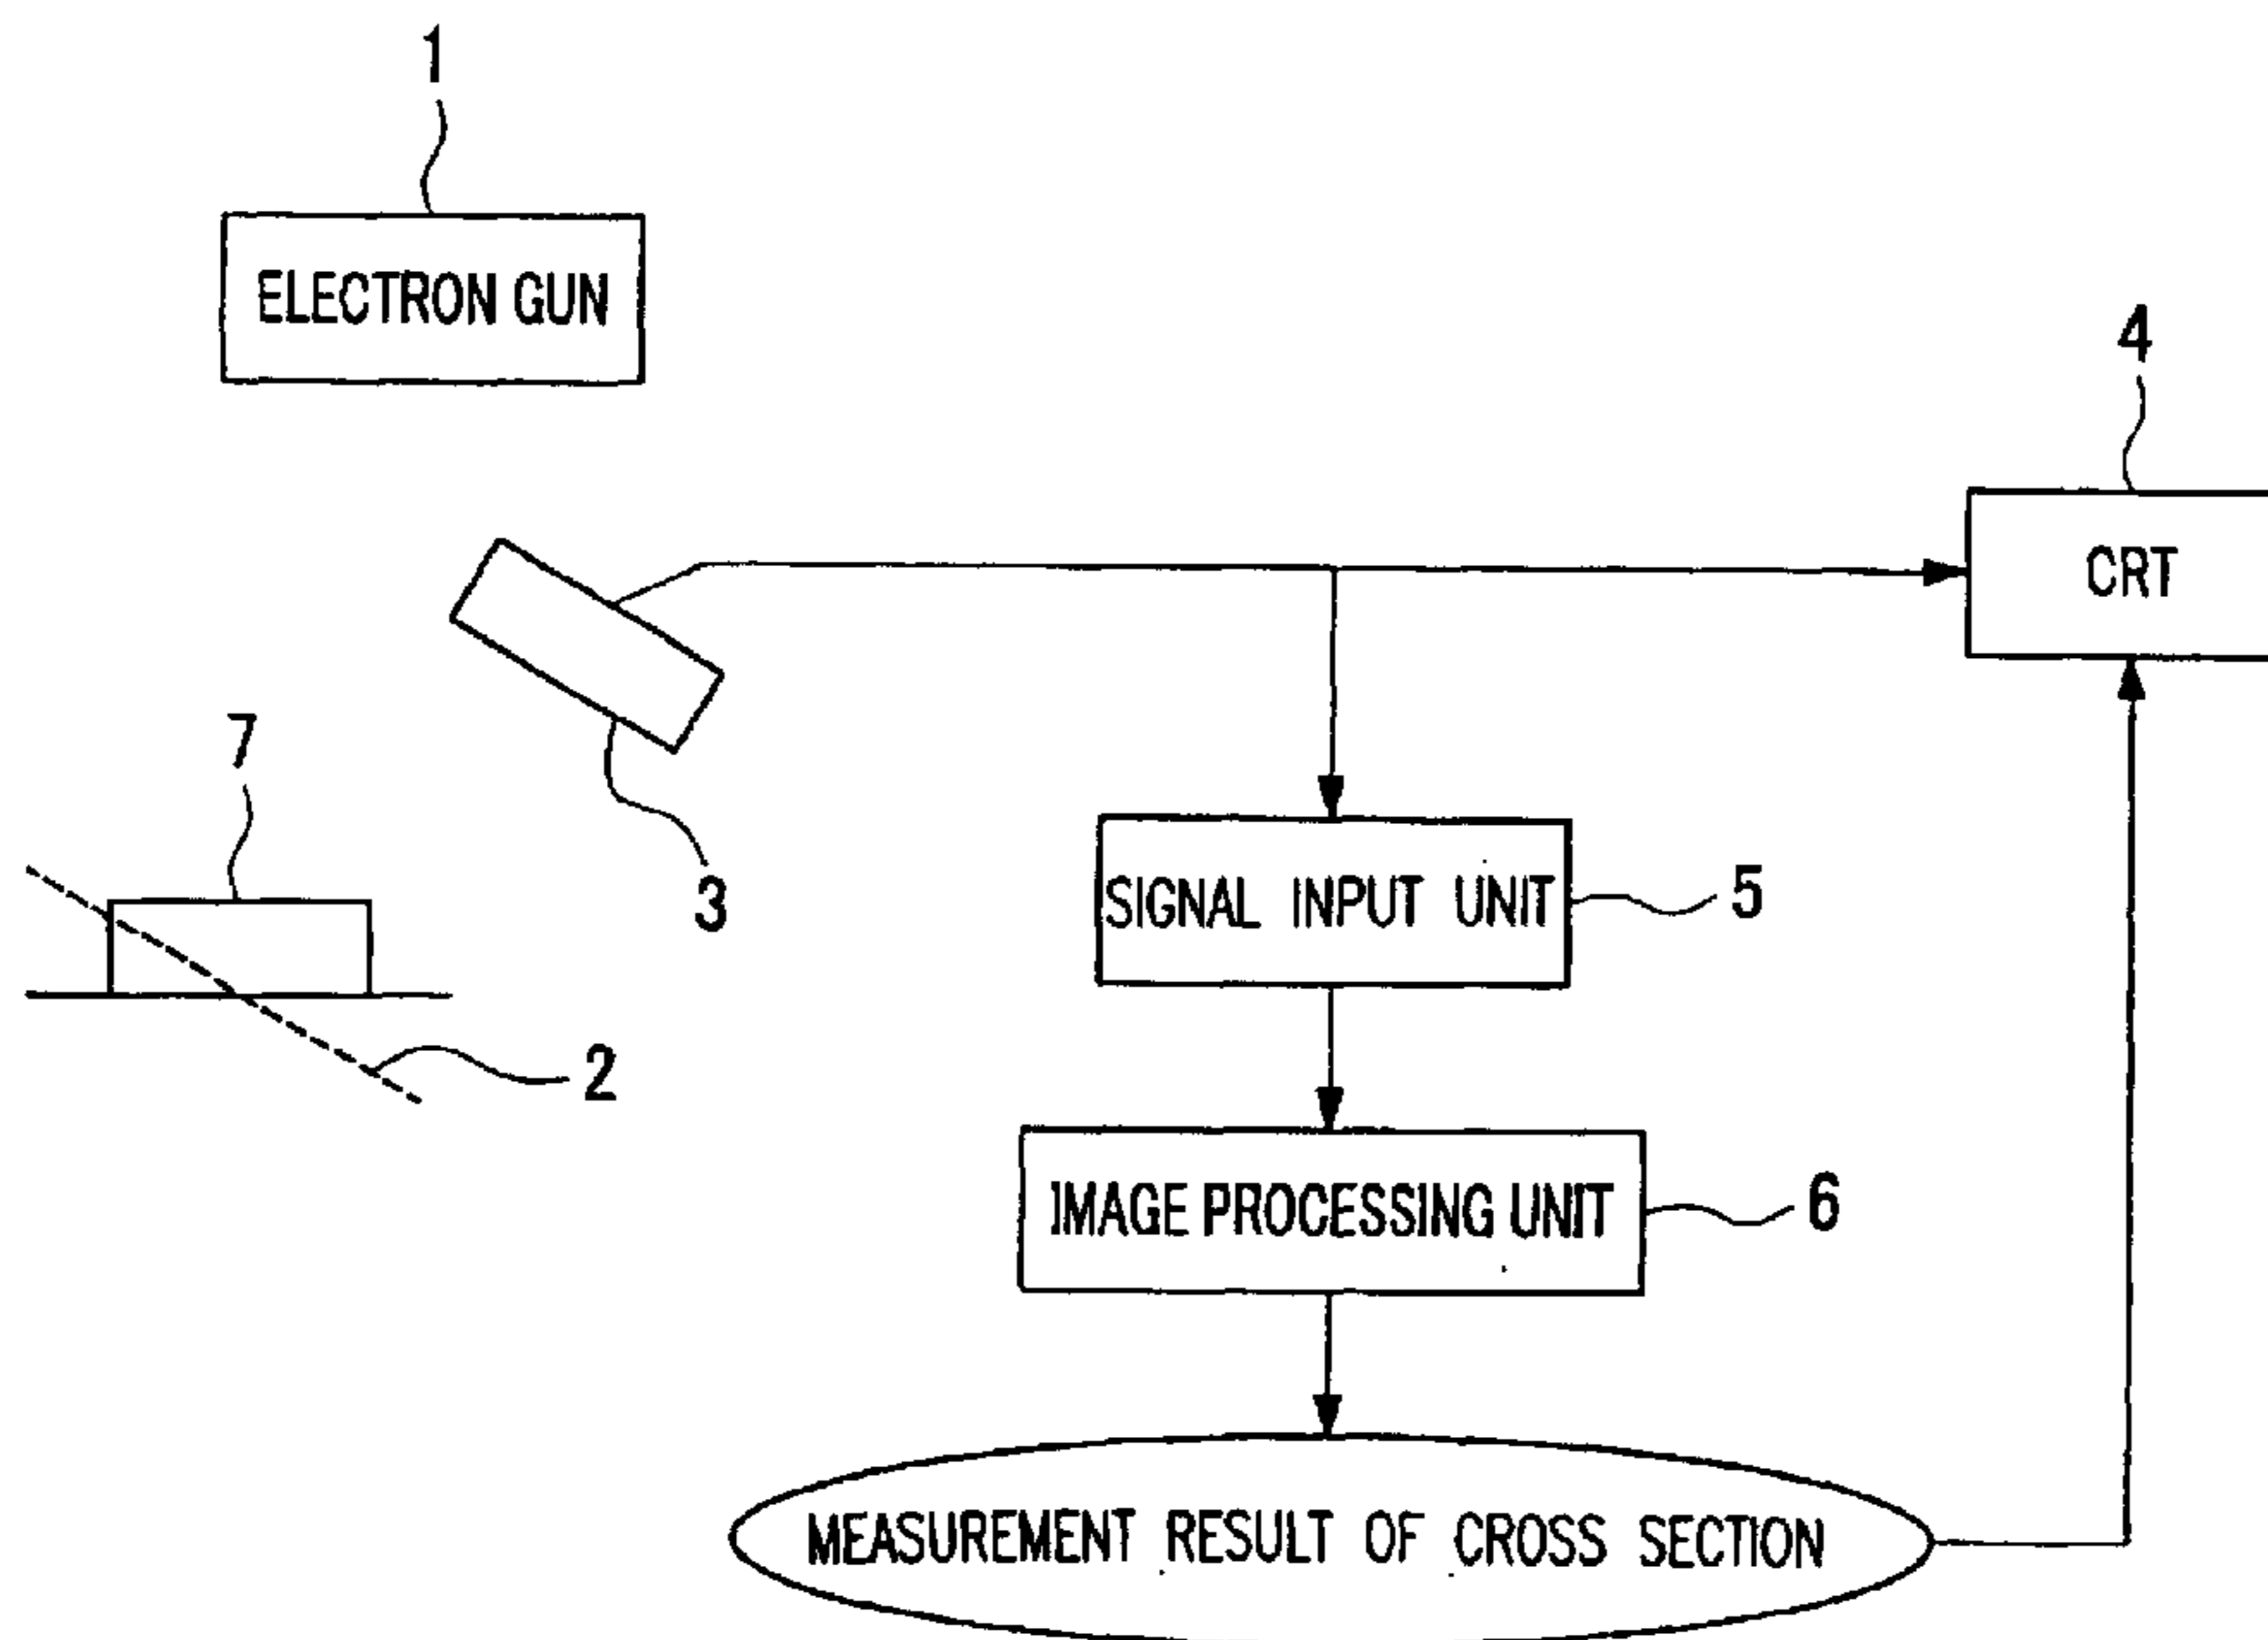 1
ELECTRON GUN
4
CRT
7
3
SIGNAL INPUT UNIT
5
2
IMAGE PROCESSING UNIT
6
MEASUREMENT RESULT OF CROSS SECTION